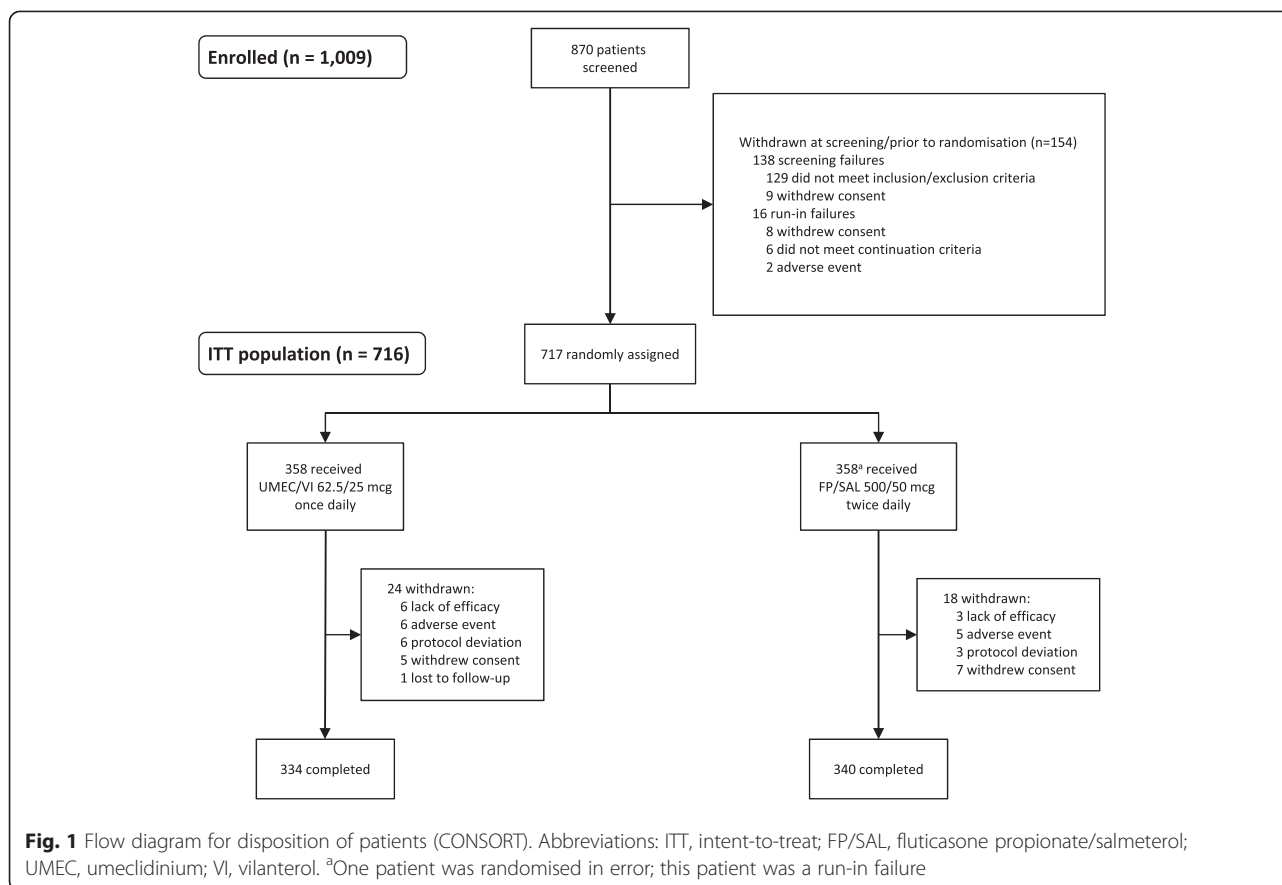 Enrolled (n = 1,009)
870 patients
screened
Withdrawn at screening/prior to randomisation (n=154)
138 screening failures
129 did not meet inclusion/exclusion criteria
9 withdrew consent
16 run-in failures
8 withdrew consent
6 did not meet continuation criteria
2 adverse event
ITT population (n = 716)
717 randomly assigned
358 received
UMEC/VI 62.5/25 mcg
once daily
358ᵃ received
FP/SAL 500/50 mcg
twice daily
24 withdrawn:
6 lack of efficacy
6 adverse event
6 protocol deviation
5 withdrew consent
1 lost to follow-up
18 withdrawn:
3 lack of efficacy
5 adverse event
3 protocol deviation
7 withdrew consent
334 completed
340 completed
Fig. 1 Flow diagram for disposition of patients (CONSORT). Abbreviations: ITT, intent-to-treat; FP/SAL, fluticasone propionate/salmeterol;
UMEC, umeclidinium; VI, vilanterol. ᵃOne patient was randomised in error; this patient was a run-in failure